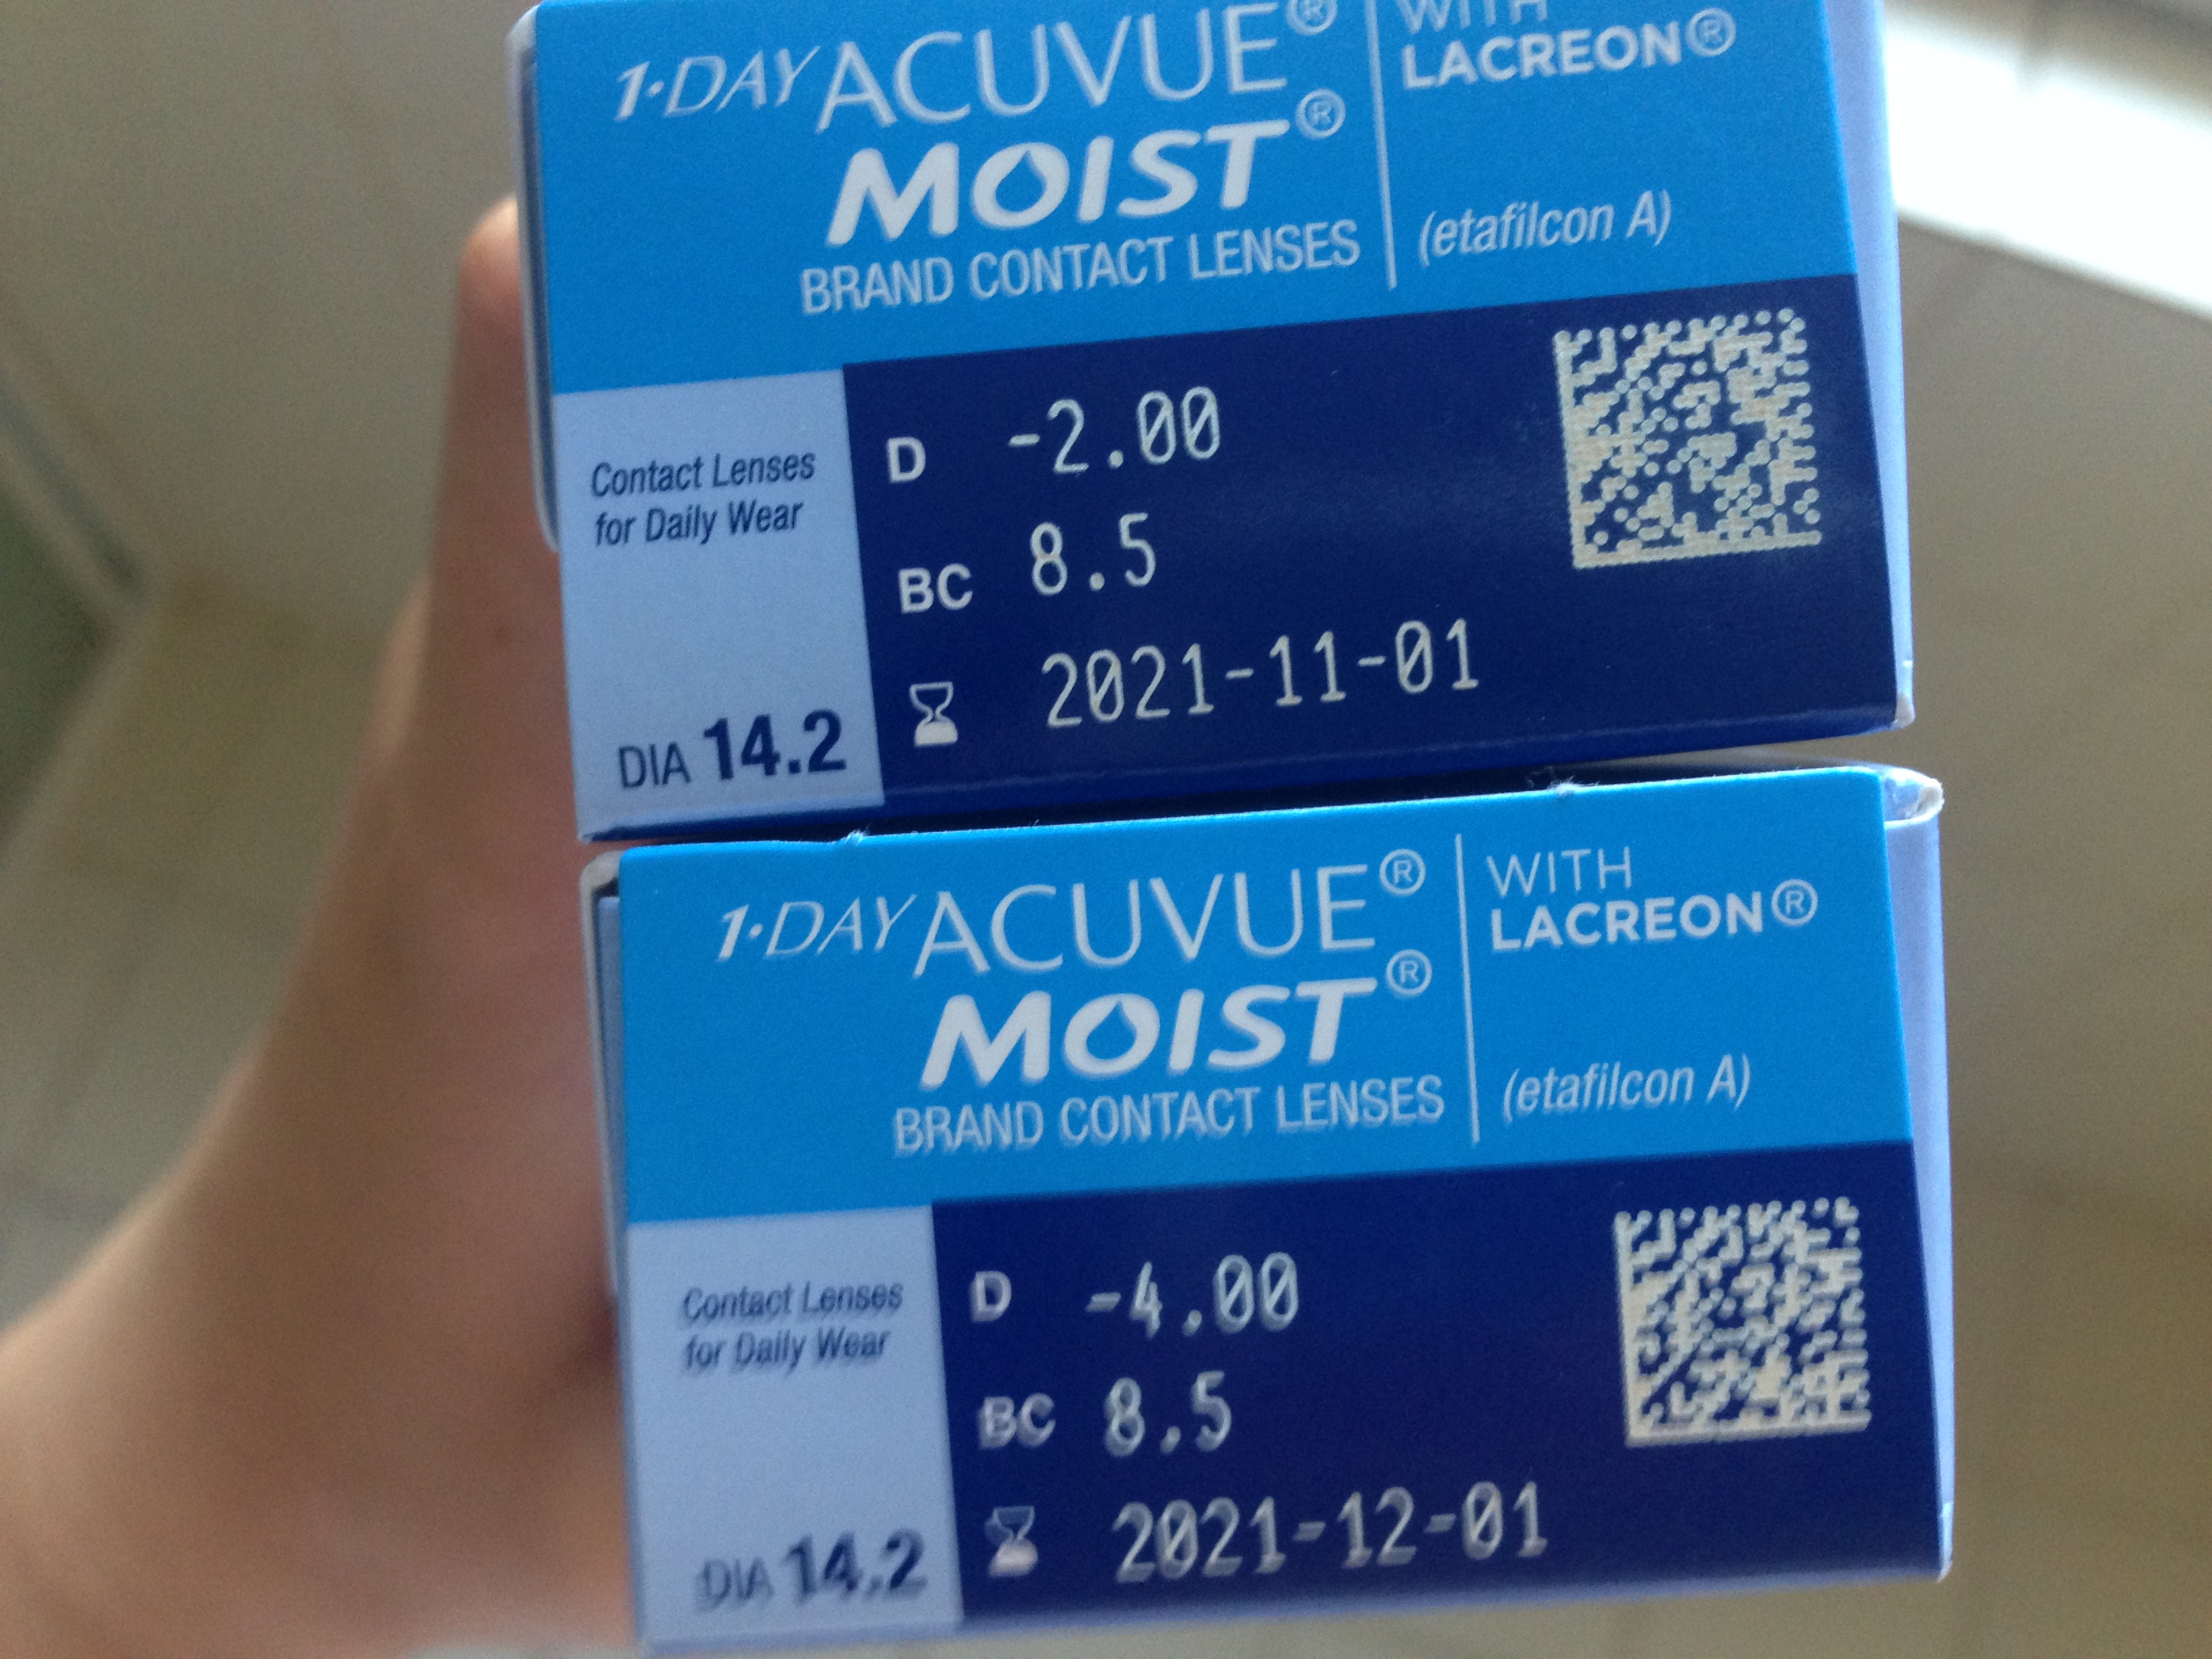 1·DAY ACUVUE®
MOIST®
BRAND CONTACT LENSES
WITH
LACREON®
(etafilcon A)
Contact Lenses
for Daily Wear
DIA 14.2
D -2.00
BC 8.5
2021-11-01
1·DAY ACUVUE®
MOIST®
BRAND CONTACT LENSES
WITH
LACREON®
(etafilcon A)
Contact Lenses
for Daily Wear
DIA 14.2
D -4.00
BC 8.5
2021-12-01